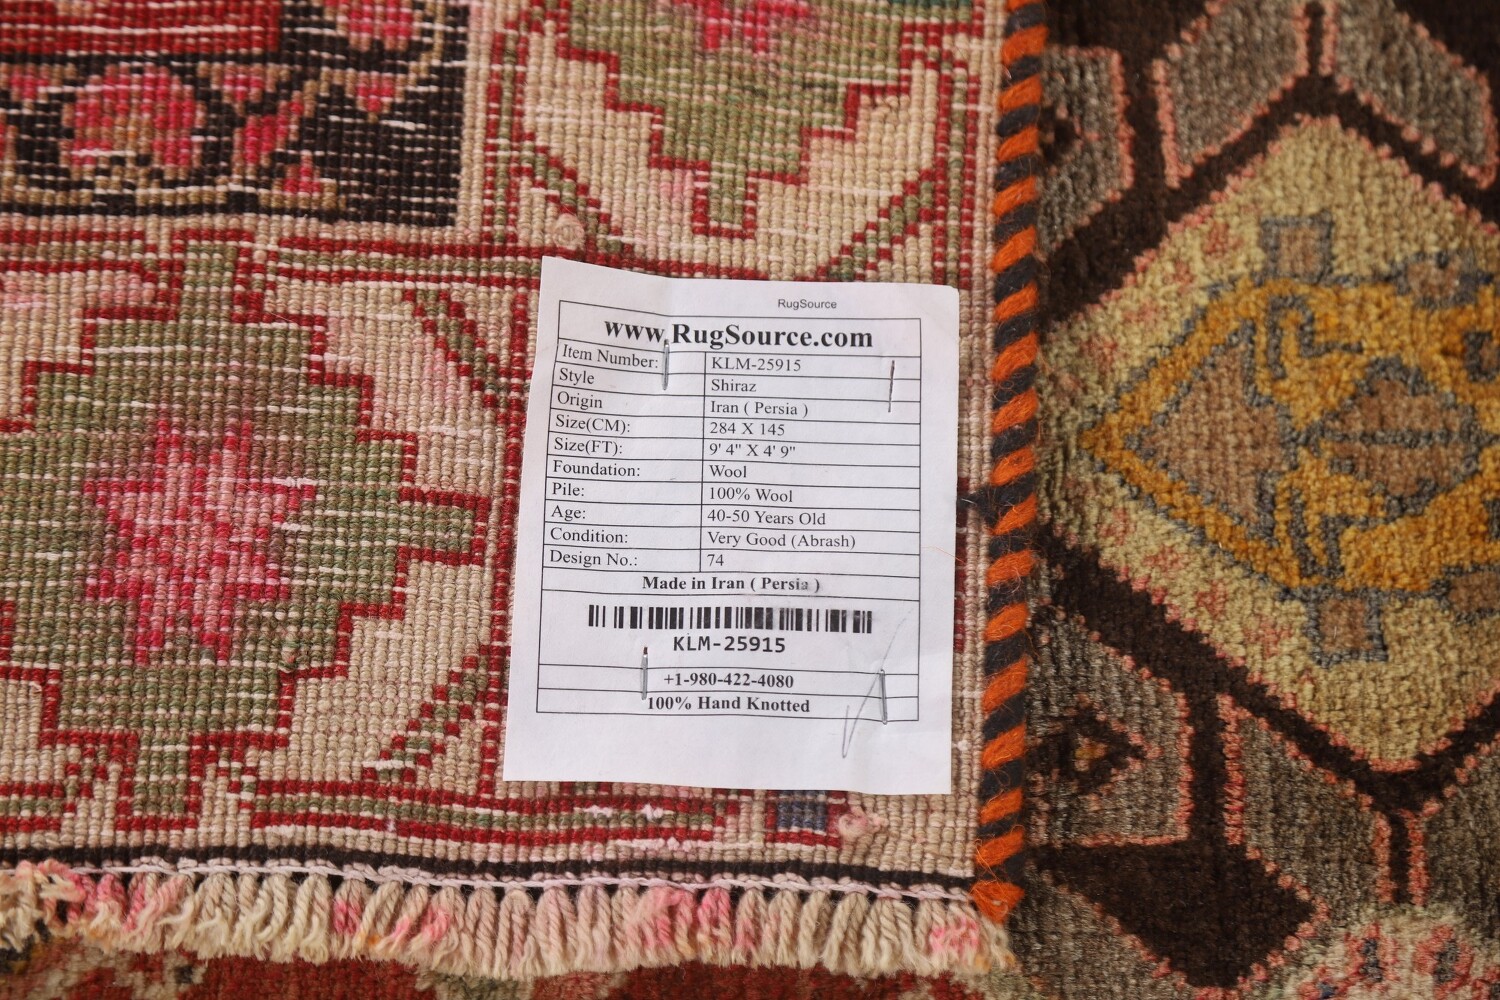 RugSource
www.RugSource.com
Item Number: KLM-25915
Style Shiraz
Origin Iran ( Persia )
Size(CM): 284 X 145
Size(FT): 9' 4" X 4' 9"
Foundation: Wool
Pile: 100% Wool
Age: 40-50 Years Old
Condition: Very Good (Abrash)
Design No.: 74
Made in Iran ( Persia )
KLM-25915
+1-980-422-4080
100% Hand Knotted